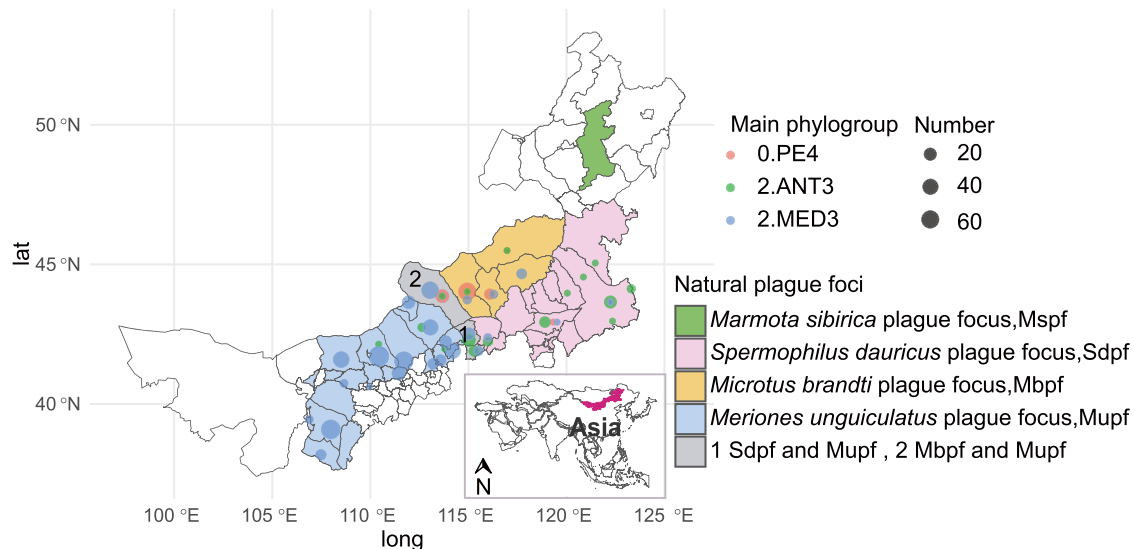 50 °N
45 °N
40 °N
lat
100 °E
105 °E
110 °E
115 °E
120 °E
125 °E
long
2
1
Asia
N
Main phylogroup
0.PE4
2.ANT3
2.MED3
Number
20
40
60
Natural plague foci
Marmota sibirica plague focus,Mspf
Spermophilus dauricus plague focus,Sdpf
Microtus brandti plague focus,Mbpf
Meriones unguiculatus plague focus,Mupf
1 Sdpf and Mupf , 2 Mbpf and Mupf